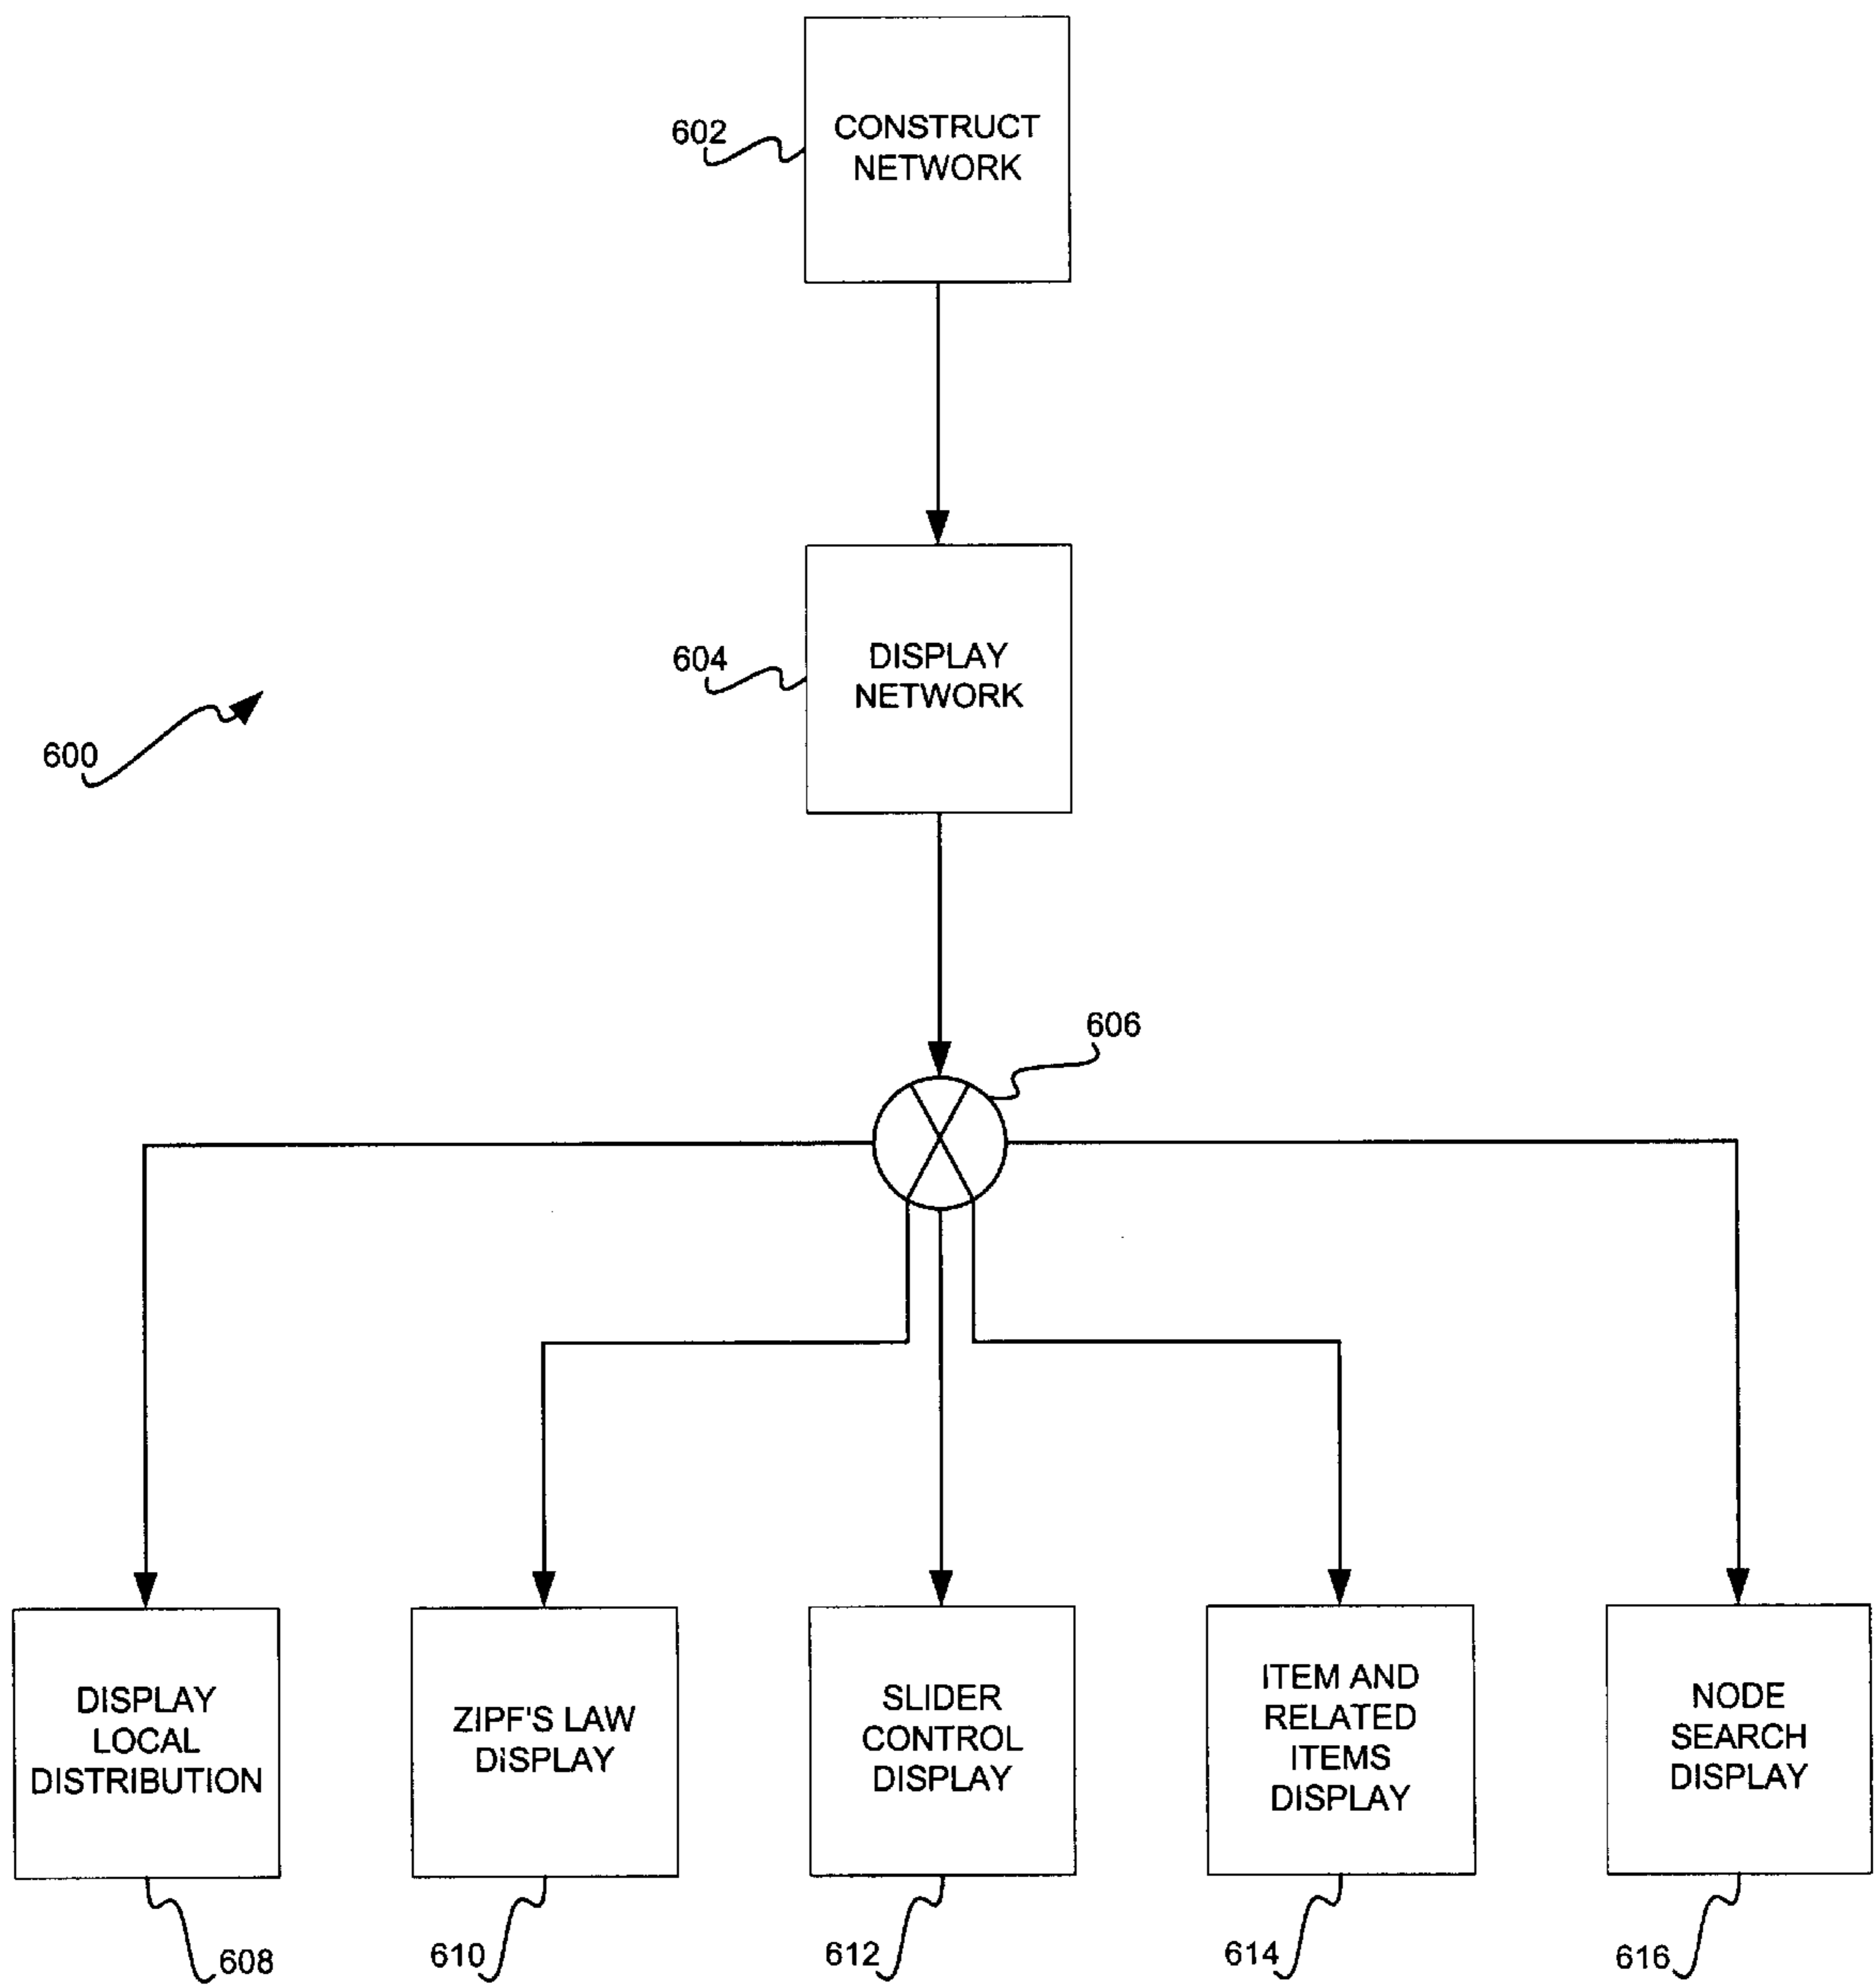 602
CONSTRUCT
NETWORK
604
DISPLAY
NETWORK
600
606
DISPLAY
LOCAL
DISTRIBUTION
ZIPF'S LAW
DISPLAY
SLIDER
CONTROL
DISPLAY
ITEM AND
RELATED
ITEMS
DISPLAY
NODE
SEARCH
DISPLAY
608
610
612
614
616